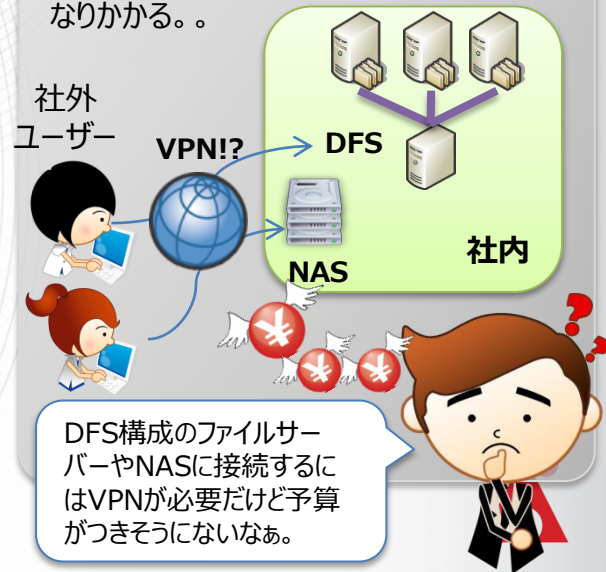 なりかかる。。
社外
ユーザー
VPN!?
DFS
NAS
社内
DFS構成のファイルサー
バーやNASに接続するに
はVPNが必要だけど予算
がつきそうにないなぁ。